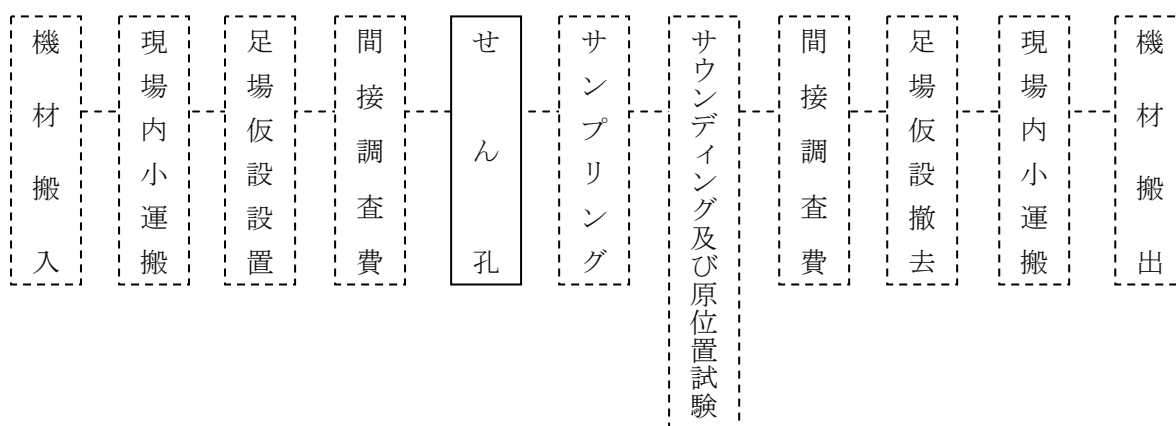 機材搬入
現場内小運搬
足場仮設設置
間接調査費
せん孔
サンプリング
サウンディング及び原位置試験
間接調査費
足場仮設撤去
現場内小運搬
機材搬出